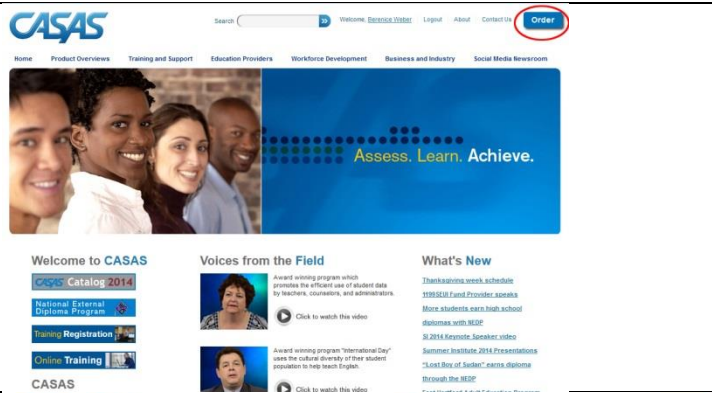 CASAS
Search
Welcome, Berenice Weber
Logout
About
Contact Us
Order
Home
Product Overviews
Training and Support
Education Providers
Workforce Development
Business and Industry
Social Media Newsroom
Assess. Learn. Achieve.
Welcome to CASAS
CASAS Catalog 2014
National External
Diploma Program
Training Registration
Online Training
CASAS
Voices from the Field
Award winning program which
promotes the efficient use of student data
by teachers, counselors, and administrators.
Click to watch this video
Award winning program "International Day"
uses the cultural diversity of their student
population to help teach English.
Click to watch this video
What's New
Thanksgiving week schedule
1199SEIU Fund Provider speaks
More students earn high school
diplomas with NEDP
SI 2014 Keynote Speaker video
Summer Institute 2014 Presentations
"Lost Boy of Sudan" earns diploma
through the NEDP